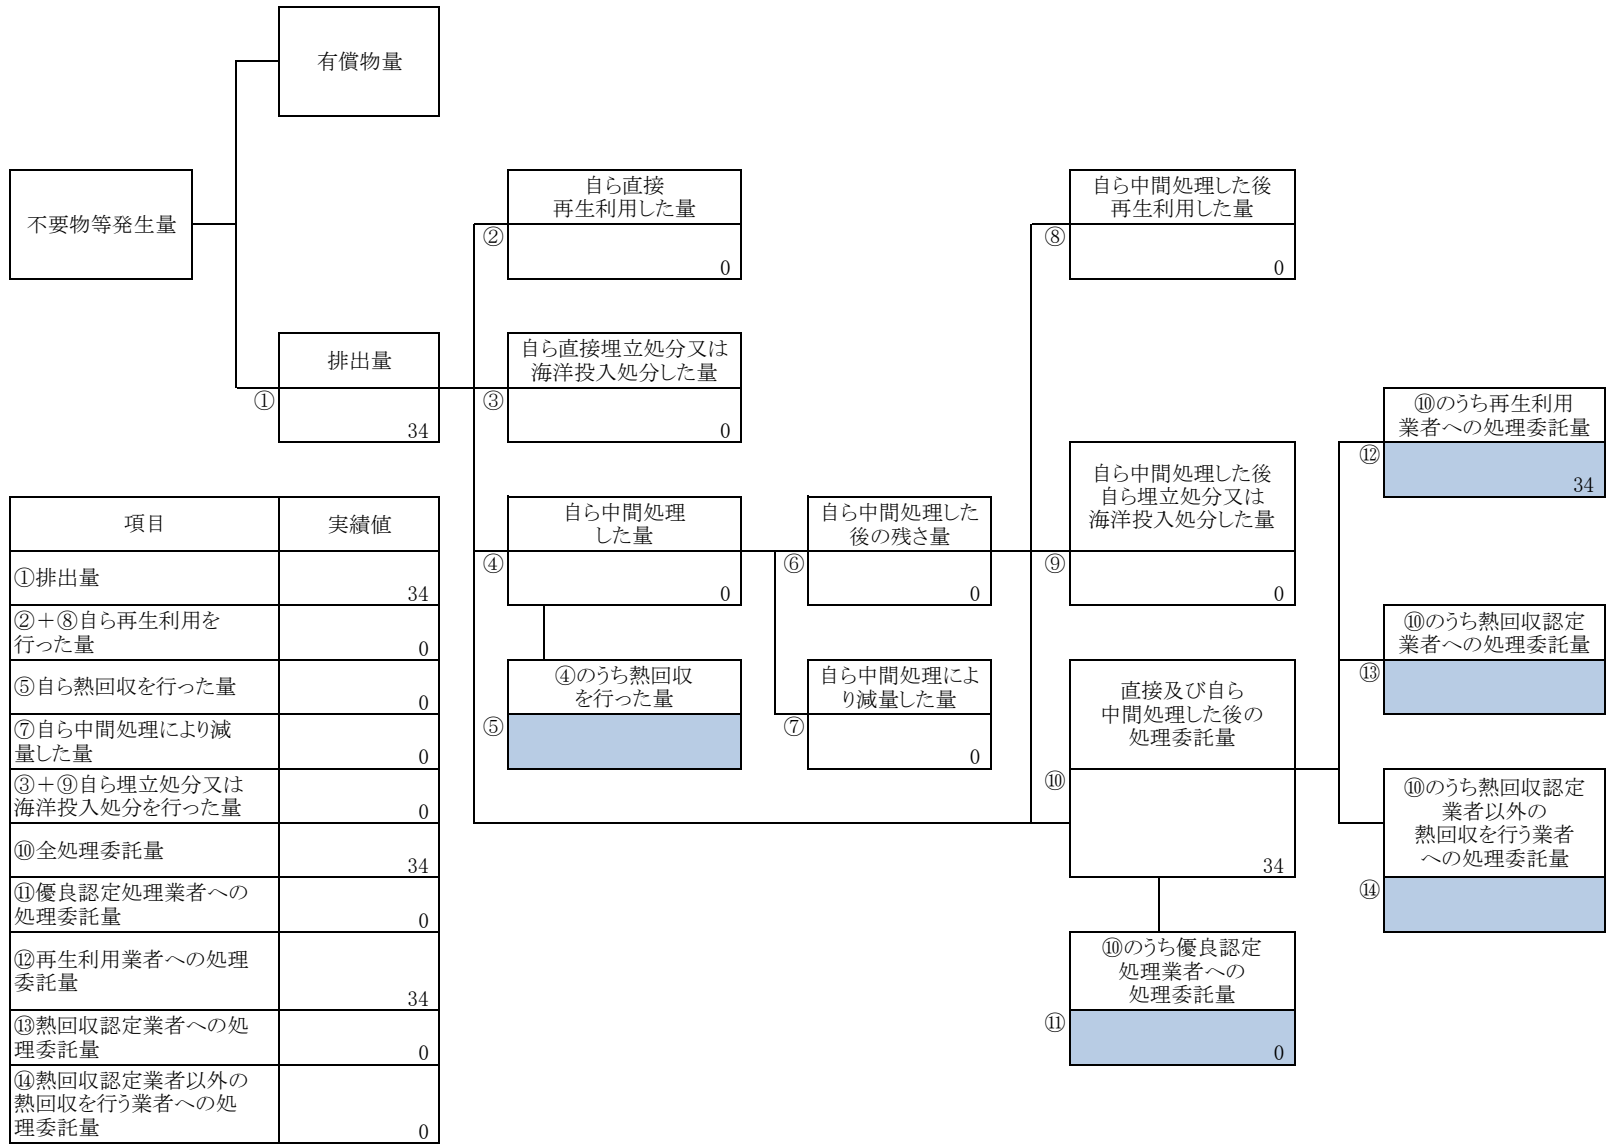 有償物量
不要物等発生量
自ら直接
再生利用した量
②
0
自ら中間処理した後
再生利用した量
⑧
0
排出量
①
34
自ら直接埋立処分又は
海洋投入処分した量
③
0
⑩のうち再生利用
業者への処理委託量
⑫
34
自ら中間処理
した量
④
0
自ら中間処理した
後の残さ量
⑥
0
自ら中間処理した後
自ら埋立処分又は
海洋投入処分した量
⑨
0
④のうち熱回収
を行った量
⑤
自ら中間処理によ
り減量した量
⑦
0
直接及び自ら
中間処理した後の
処理委託量
⑩
34
⑩のうち熱回収認定
業者への処理委託量
⑬
⑩のうち熱回収認定
業者以外の
熱回収を行う業者
への処理委託量
⑭
⑩のうち優良認定
処理業者への
処理委託量
⑪
0
項目 実績値
①排出量 34
②＋⑧自ら再生利用を
行った量 0
⑤自ら熱回収を行った量 0
⑦自ら中間処理により減
量した量 0
③＋⑨自ら埋立処分又は
海洋投入処分を行った量 0
⑩全処理委託量 34
⑪優良認定処理業者への
処理委託量 0
⑫再生利用業者への処理
委託量 34
⑬熱回収認定業者への処
理委託量 0
⑭熱回収認定業者以外の
熱回収を行う業者への処
理委託量 0